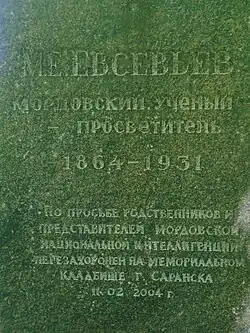 М.Е.ЕВСЕВЬЕВ
МОРДОВСКИЙ УЧЕНЫЙ
- ПРОСВЕТИТЕЛЬ
1864-1931
ПО ПРОСЬБЕ РОДСТВЕННИКОВ И
ПРЕДСТАВИТЕЛЕЙ МОРДОВСКОЙ
НАЦИОНАЛЬНОЙ ИНТЕЛЛИГЕНЦИИ
ПЕРЕЗАХОРОНЕН НА МЕМОРИАЛЬНОМ
КЛАДБИЩЕ Г. САРАНСКА
11.02 2004 г.